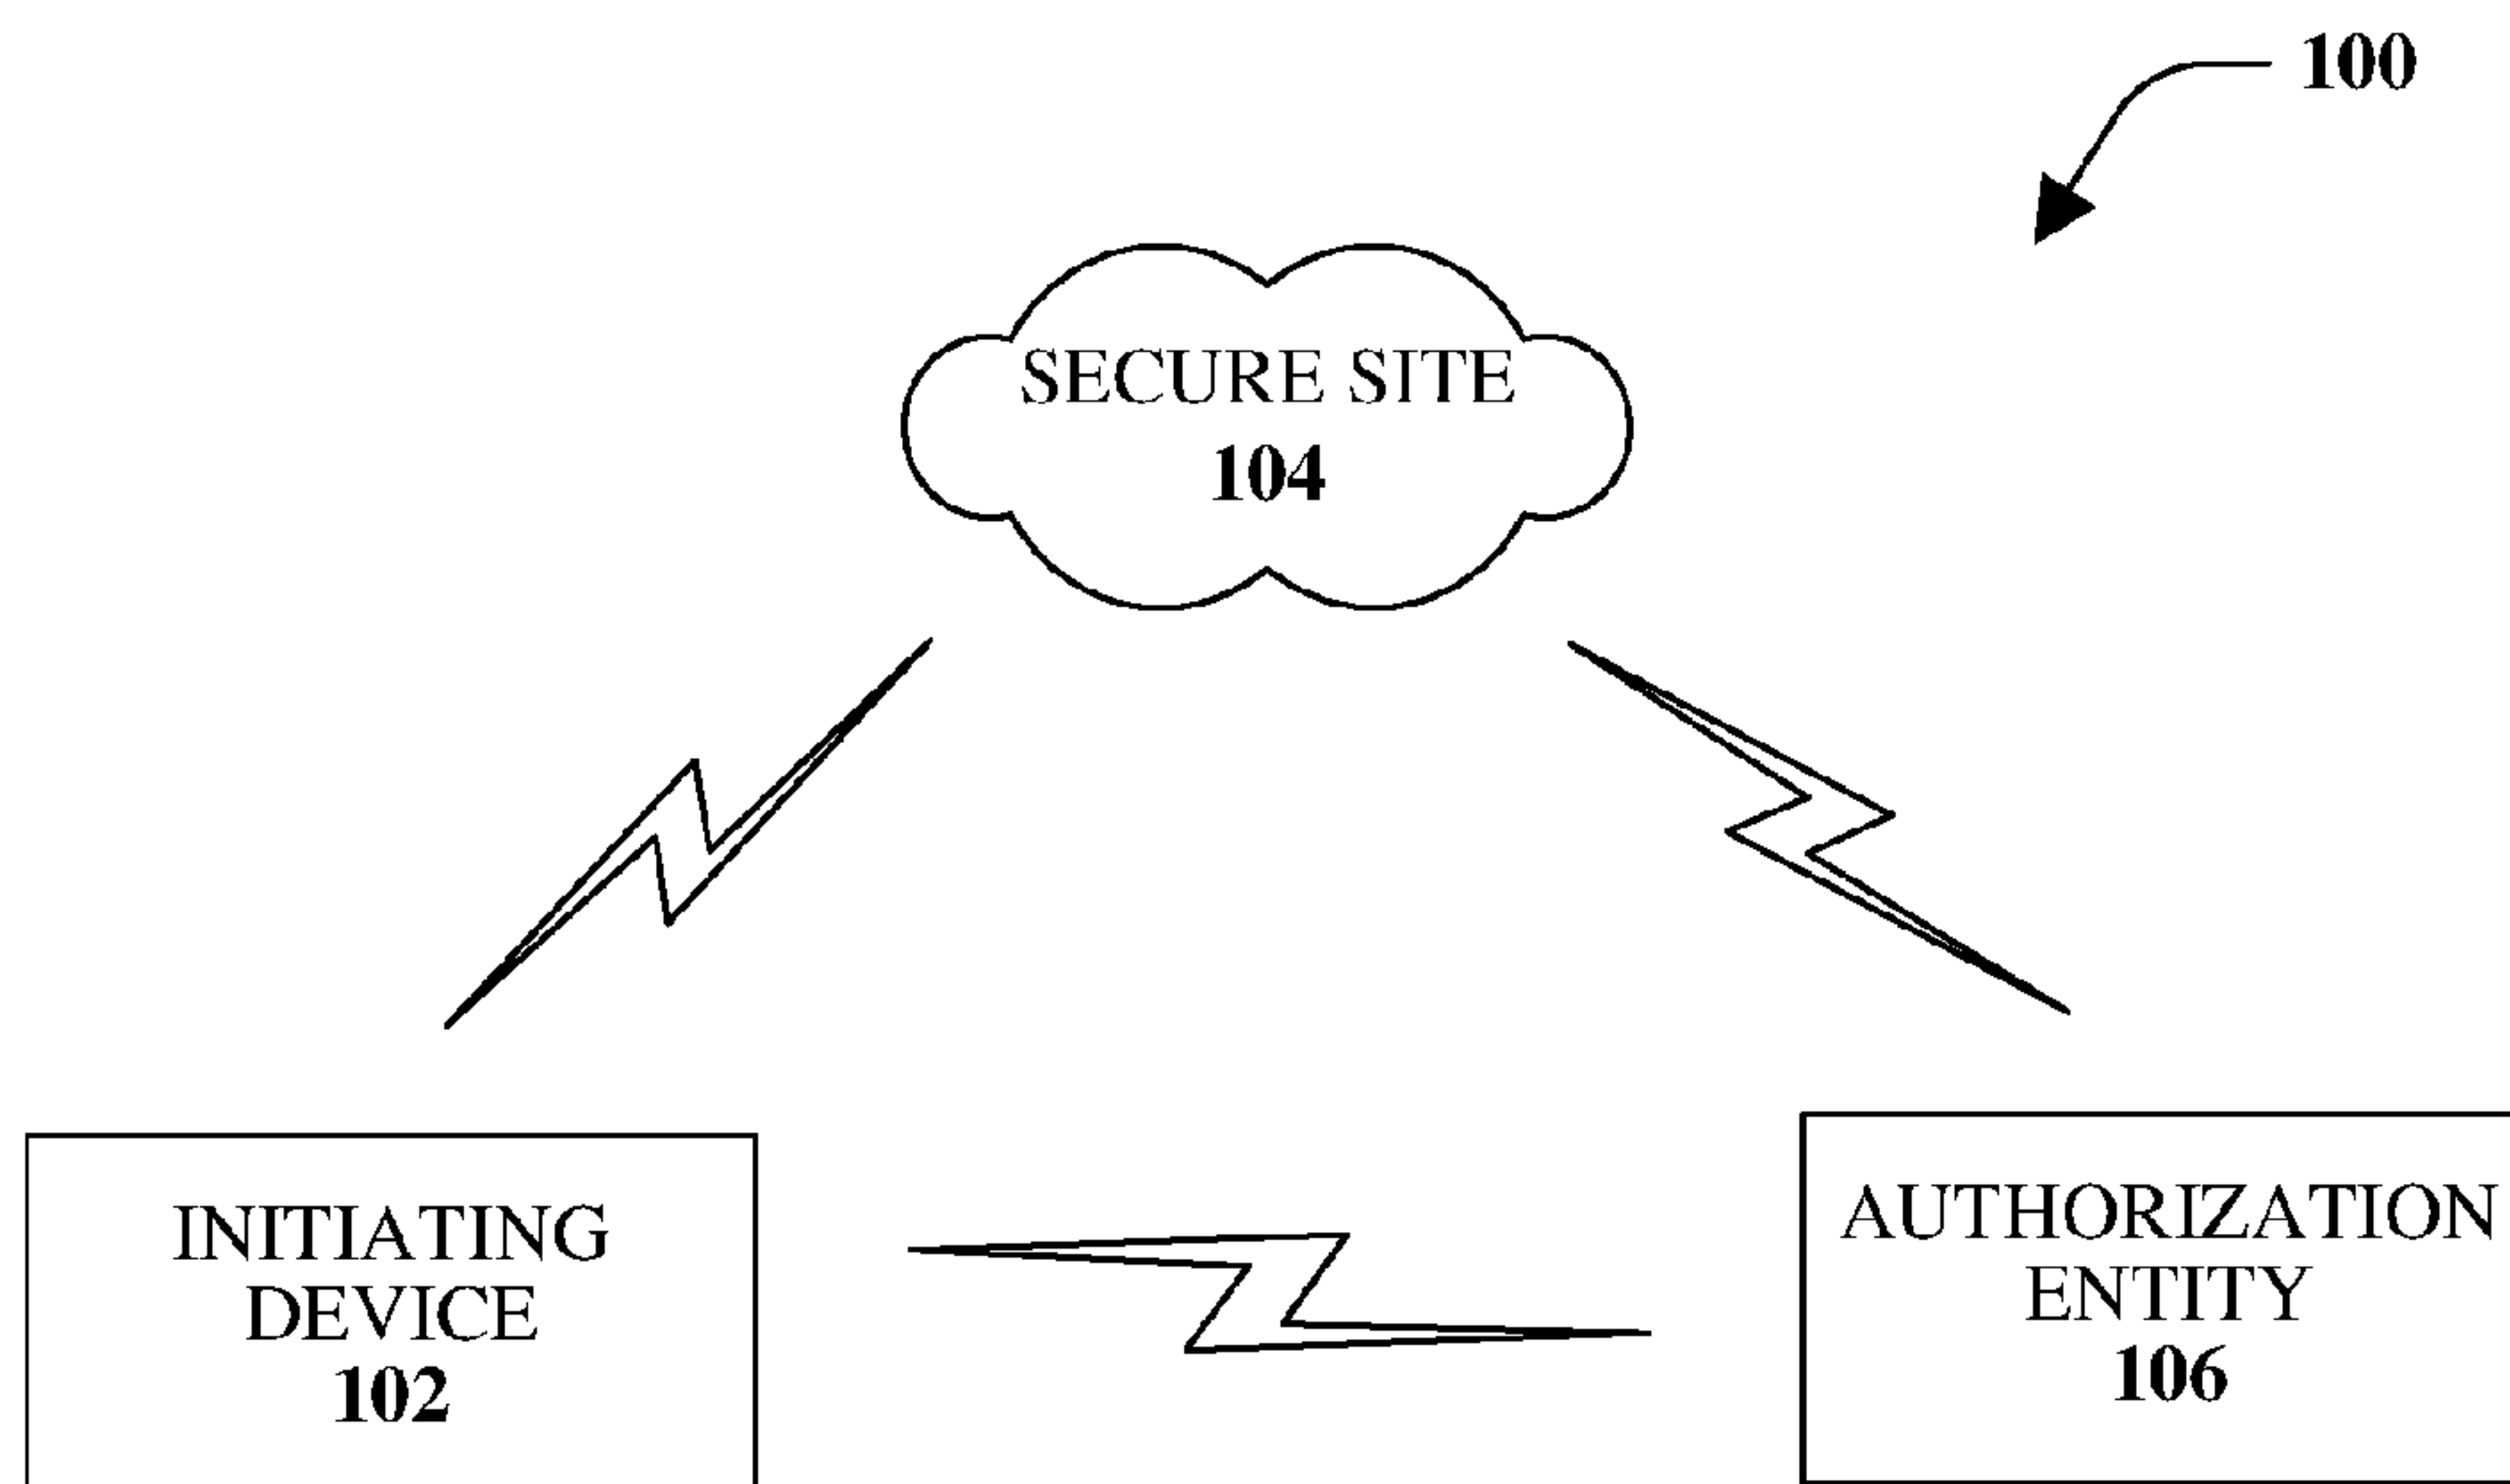 100
SECURE SITE
104
INITIATING
DEVICE
102
AUTHORIZATION
ENTITY
106